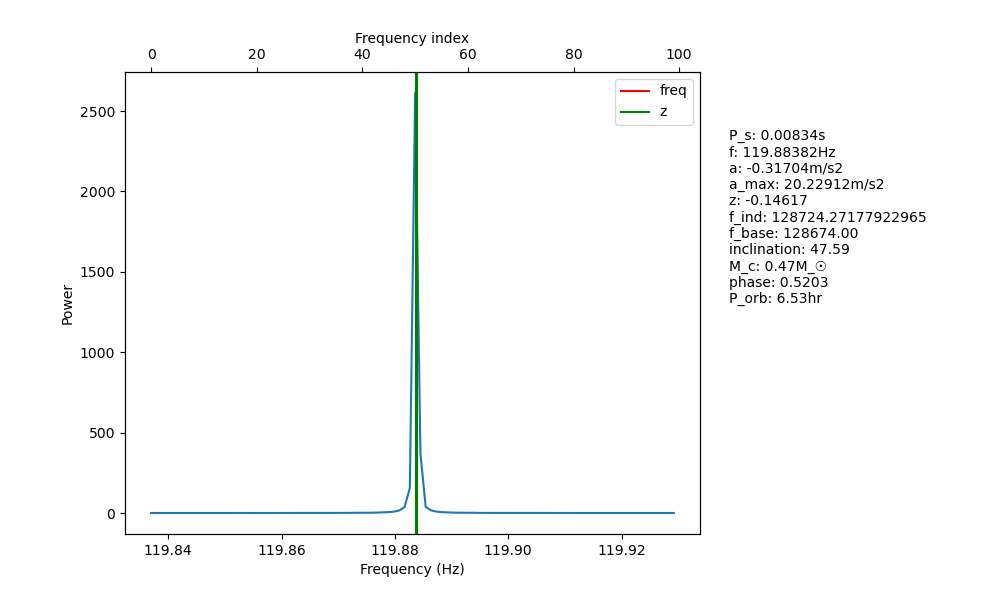 Frequency index
0 20 40 60 80 100
freq
z
2500
2000
1500
1000
500
0
Power
119.84 119.86 119.88 119.90 119.92
Frequency (Hz)
P_s: 0.00834s
f: 119.88382Hz
a: -0.31704m/s2
a_max: 20.22912m/s2
z: -0.14617
f_ind: 128724.27177922965
f_base: 128674.00
inclination: 47.59
M_c: 0.47M_☉
phase: 0.5203
P_orb: 6.53hr